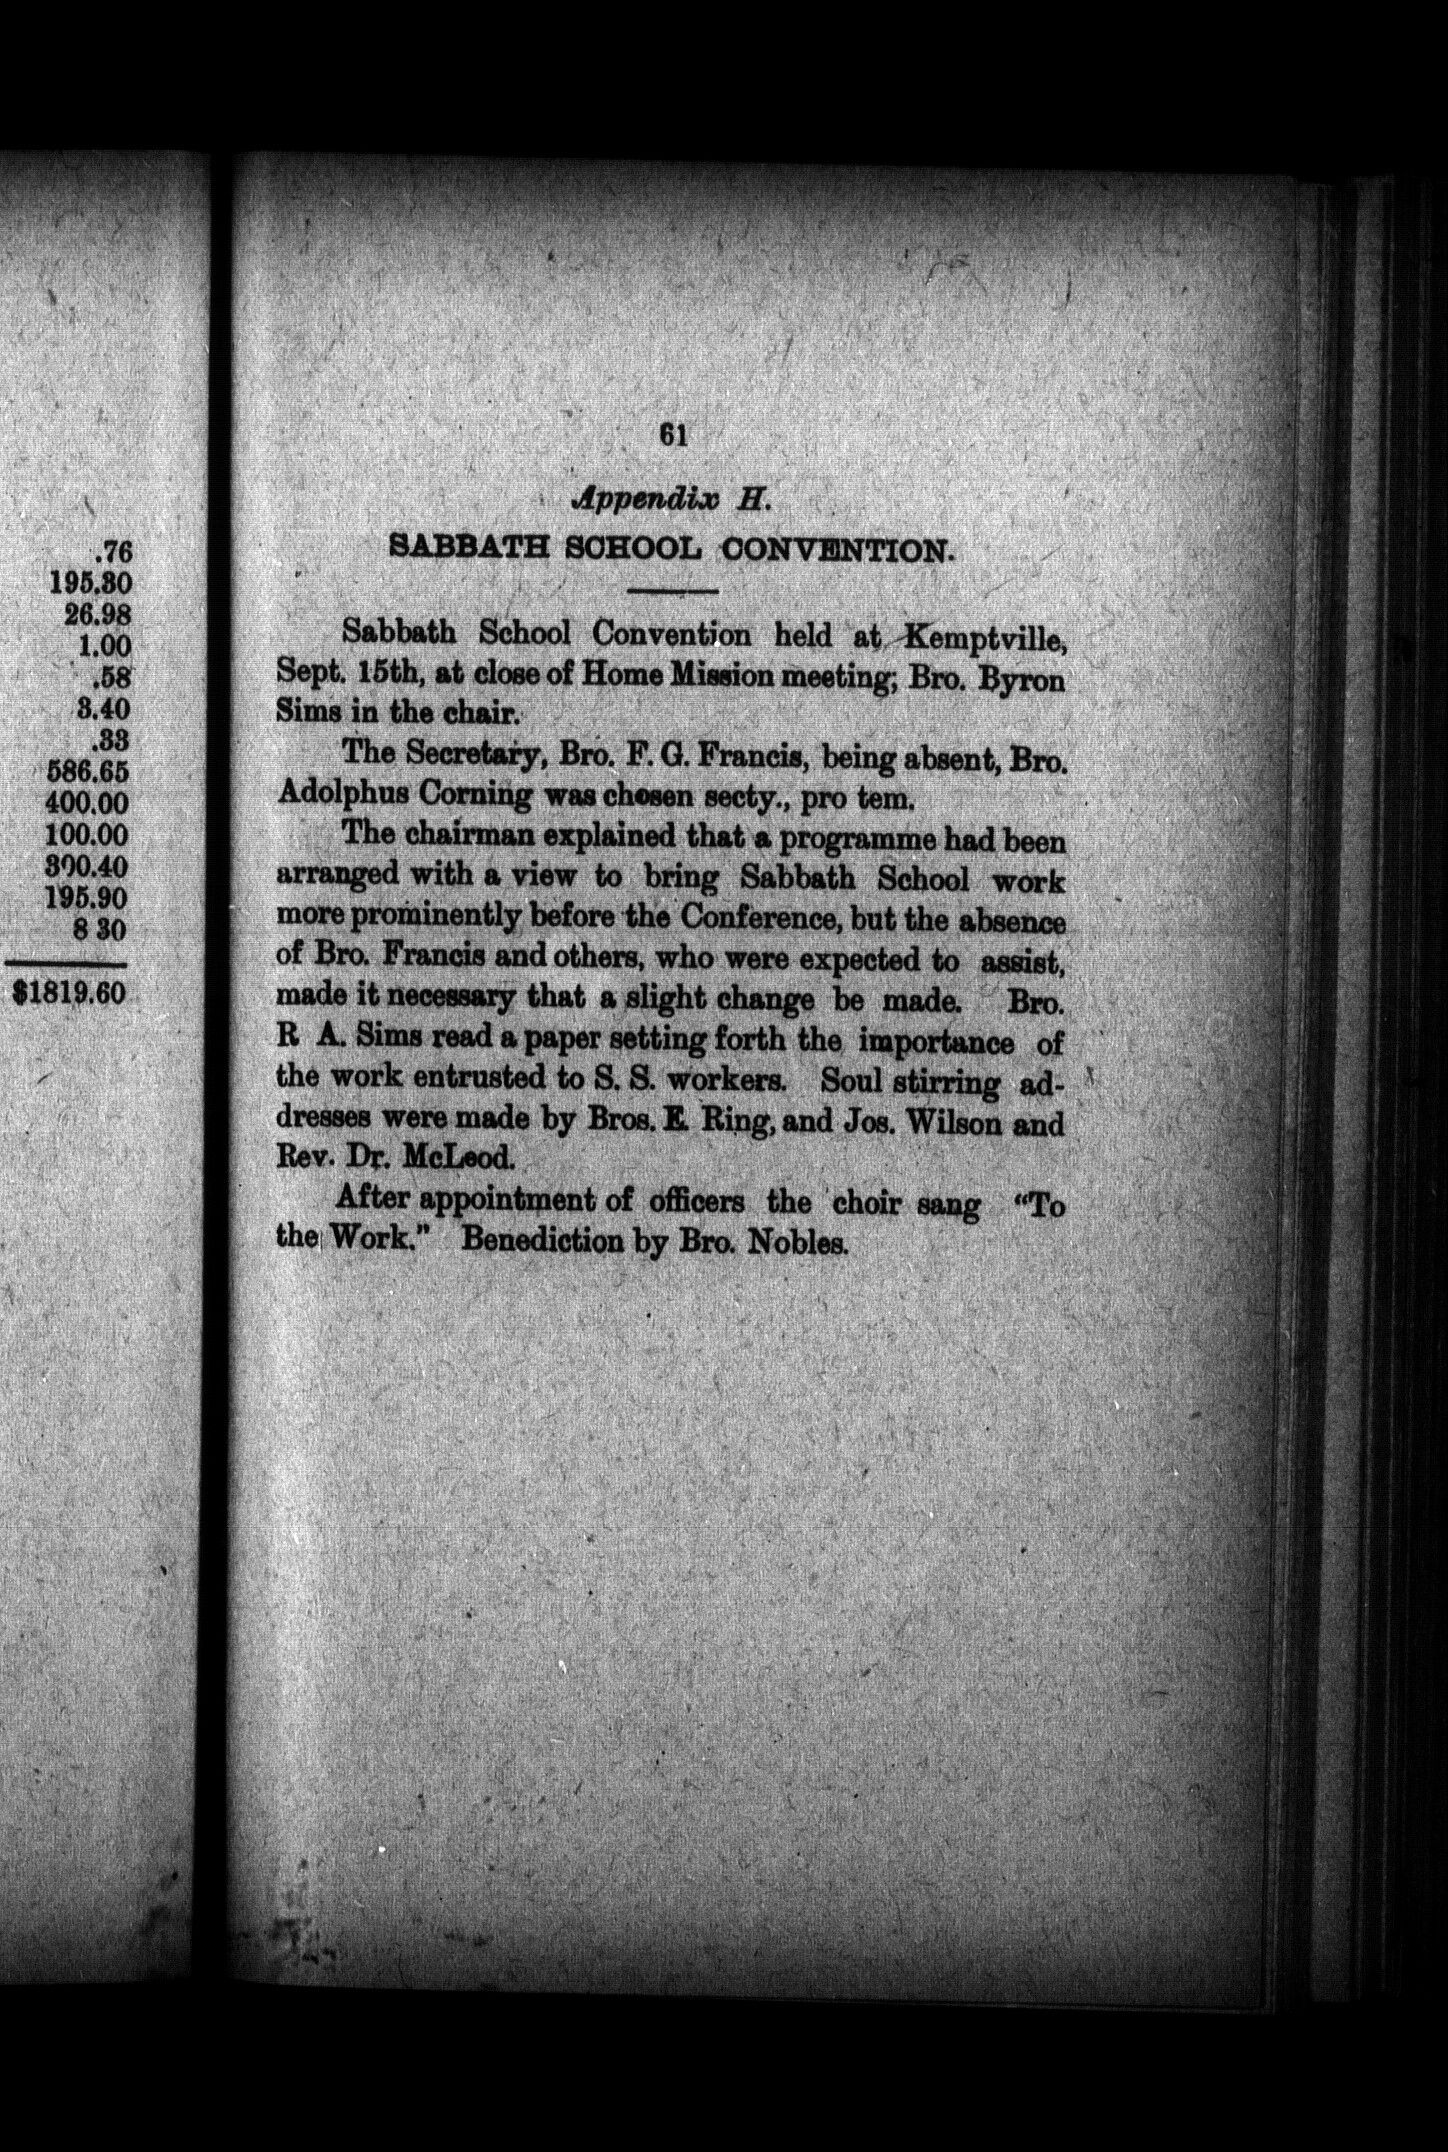 .76
195.30
26.98
1.00
.58
3.40
.33
586.65
400.00
100.00
300.40
195.90
8 30
$1819.60
61
Appendix H.
SABBATH SCHOOL CONVENTION.
Sabbath School Convention held at Kemptville,
Sept. 15th, at close of Home Mission meeting; Bro. Byron
Sims in the chair.
The Secretary, Bro. F. G. Francis, being absent, Bro.
Adolphus Corning was chosen secty., pro tem.
The chairman explained that a programme had been
arranged with a view to bring Sabbath School work
more prominently before the Conference, but the absence
of Bro. Francis and others, who were expected to assist,
made it necessary that a slight change be made. Bro.
R A. Sims read a paper setting forth the importance of
the work entrusted to S. S. workers. Soul stirring ad-
dresses were made by Bros. E. Ring, and Jos. Wilson and
Rev. Dr. McLeod.
After appointment of officers the choir sang “To
the Work.” Benediction by Bro. Nobles.